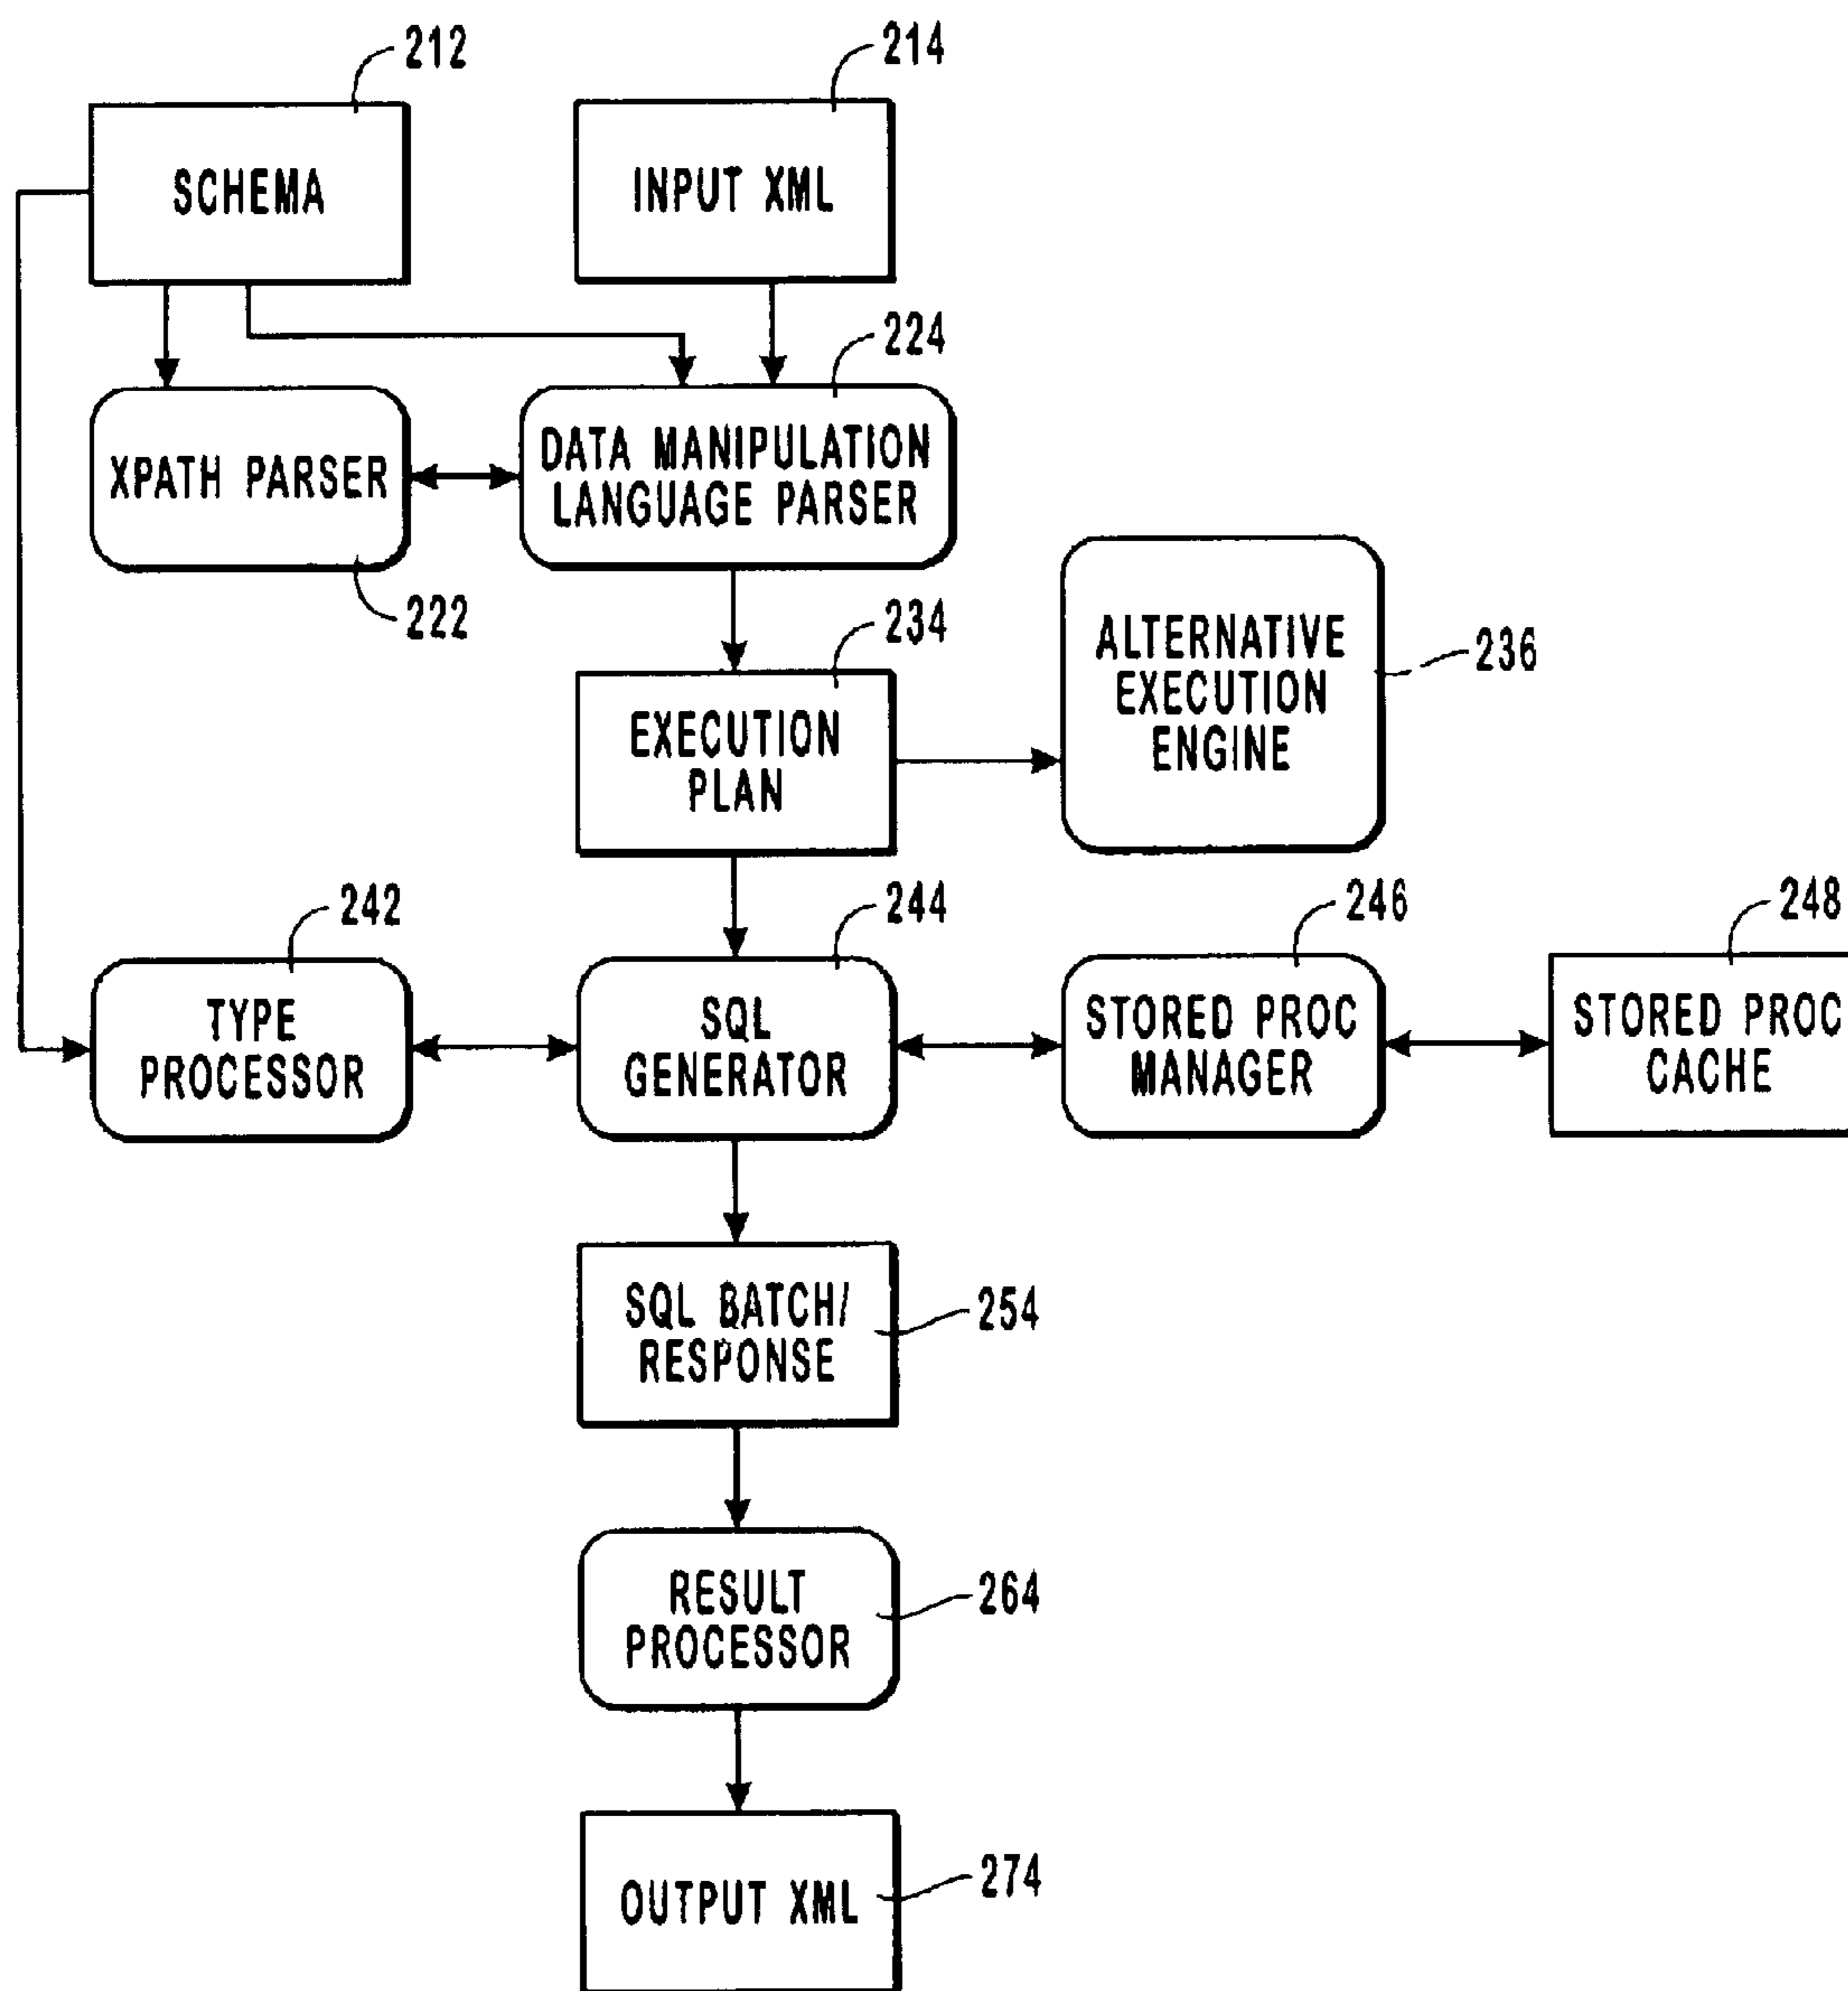 212
214
SCHEMA
INPUT XML
224
XPATH PARSER
DATA MANIPULATION
LANGUAGE PARSER
222
234
ALTERNATIVE
EXECUTION
ENGINE
236
EXECUTION
PLAN
242
244
246
248
TYPE
PROCESSOR
SQL
GENERATOR
STORED PROC
MANAGER
STORED PROC
CACHE
SQL BATCH/
RESPONSE
254
RESULT
PROCESSOR
264
OUTPUT XML
274